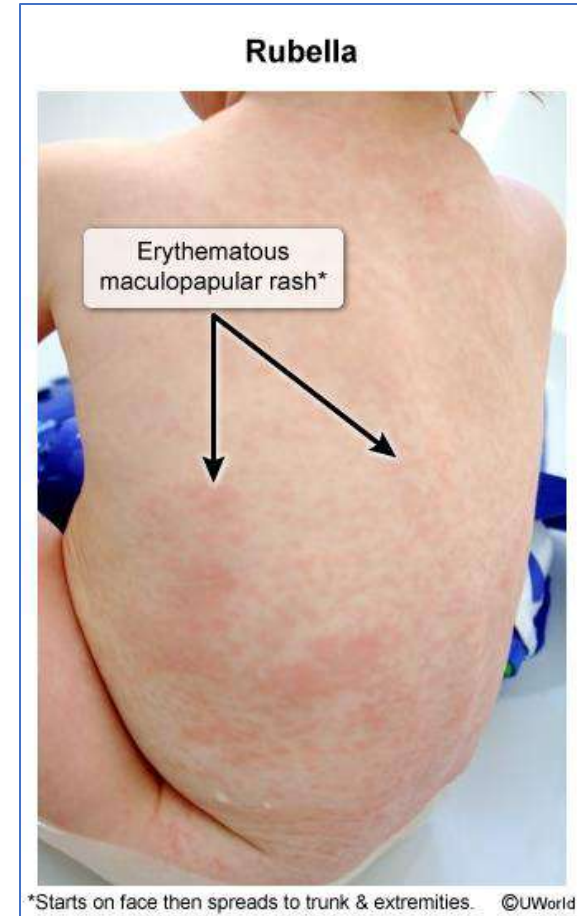 Rubella
Erythematous
maculopapular rash*
*Starts on face then spreads to trunk & extremities. ©UWorld